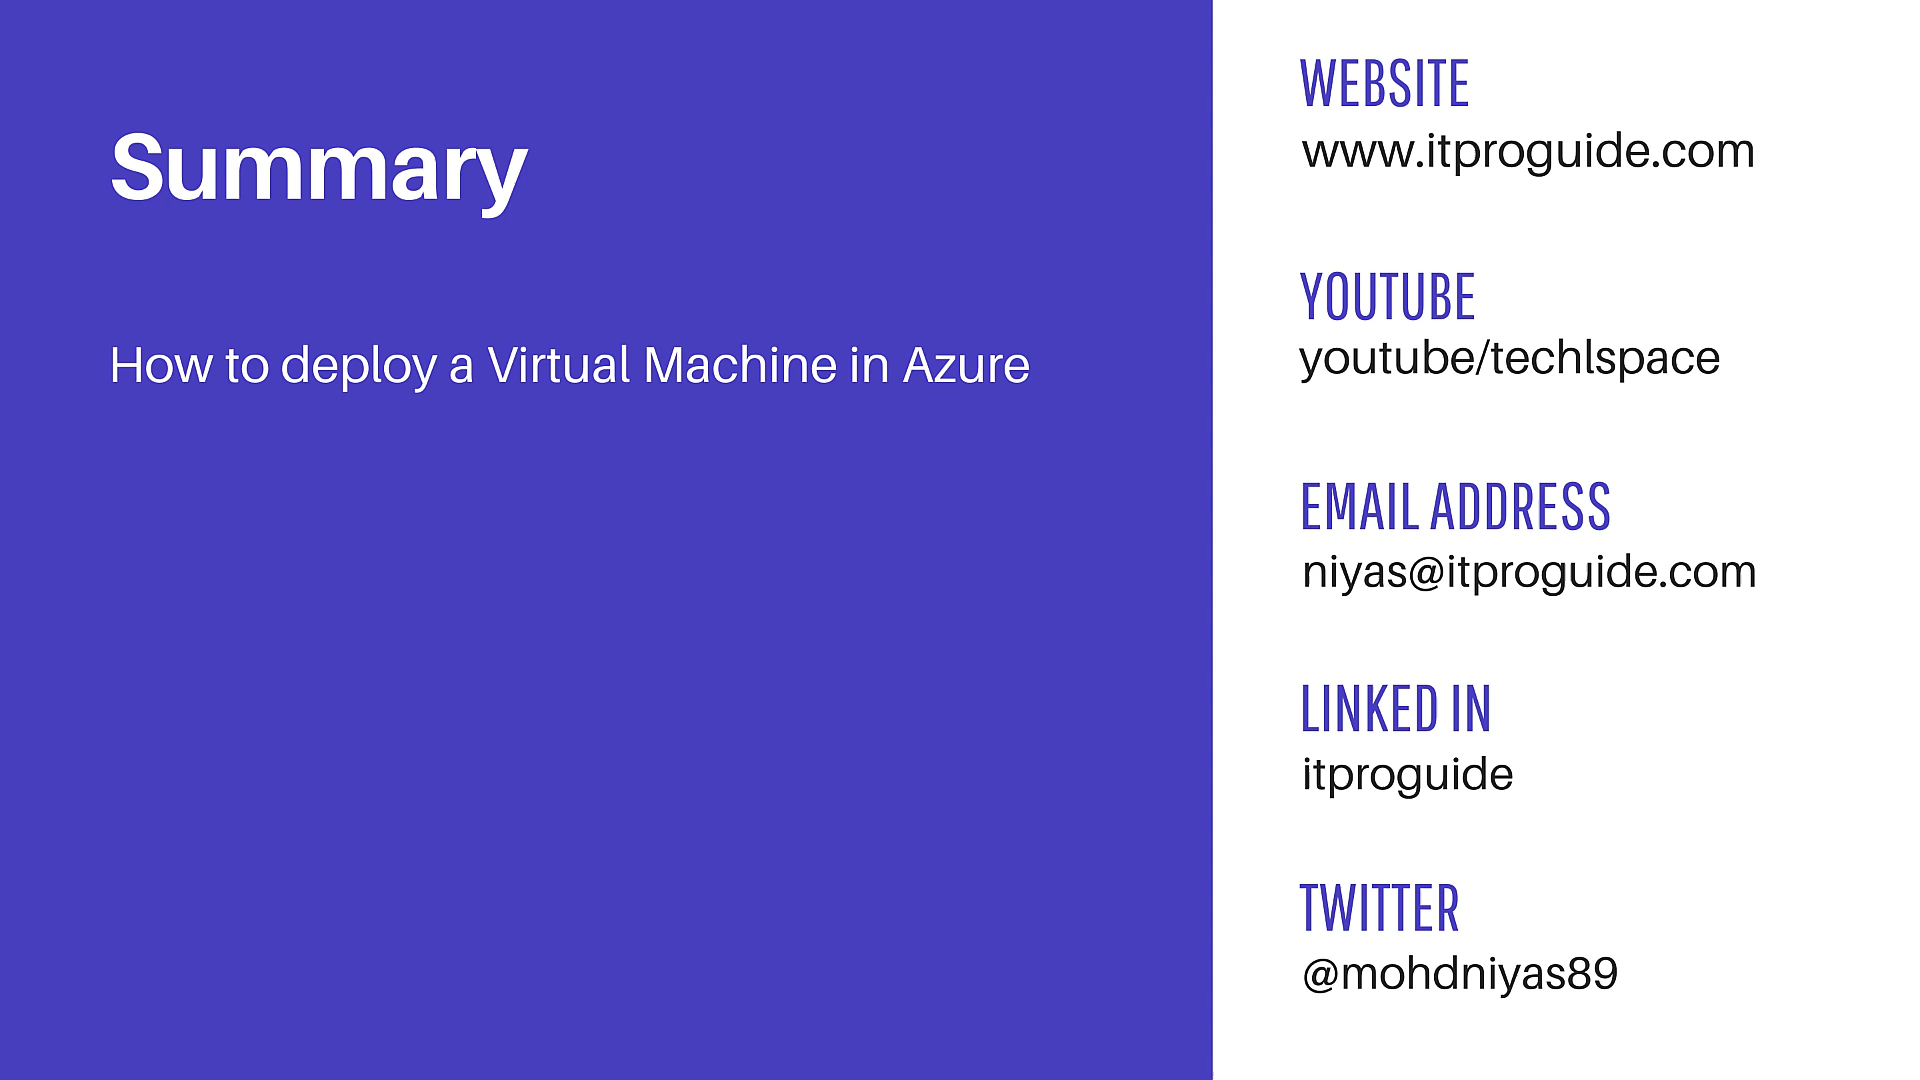 Summary
How to deploy a Virtual Machine in Azure
WEBSITE
www.itproguide.com
YOUTUBE
youtube/techlspace
EMAIL ADDRESS
niyas@itproguide.com
LINKED IN
itproguide
TWITTER
@mohdniyas89